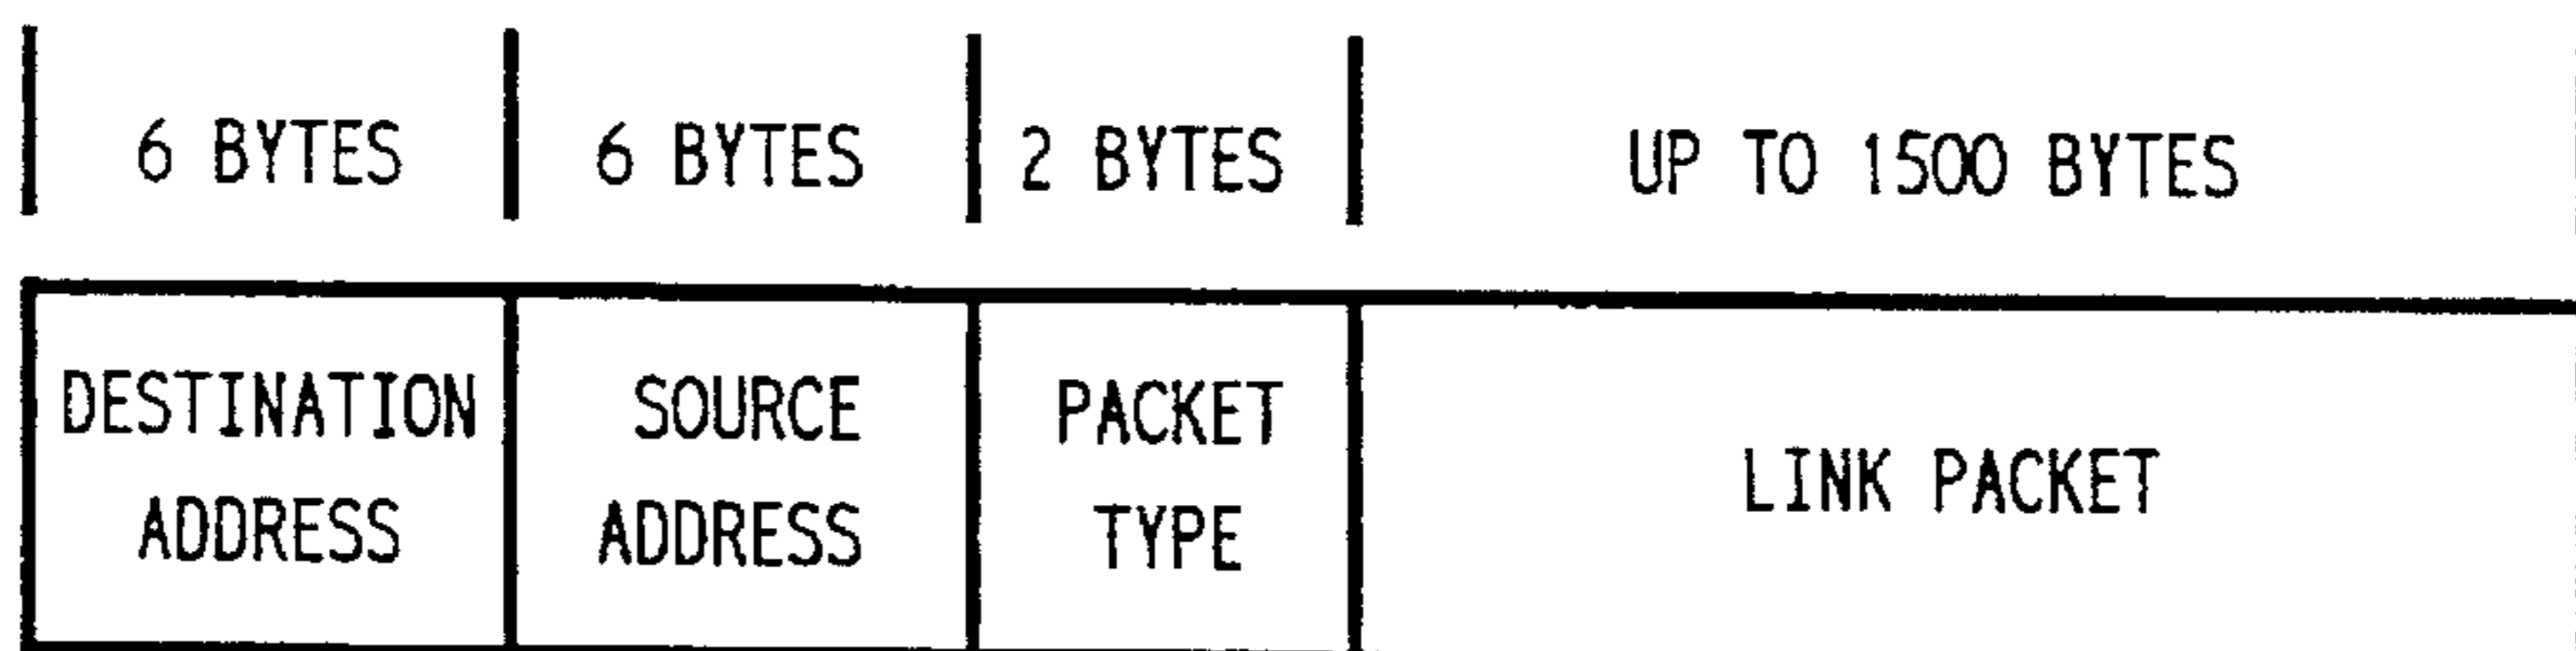 6 BYTES 6 BYTES 2 BYTES UP TO 1500 BYTES
DESTINATION
ADDRESS
SOURCE
ADDRESS
PACKET
TYPE
LINK PACKET